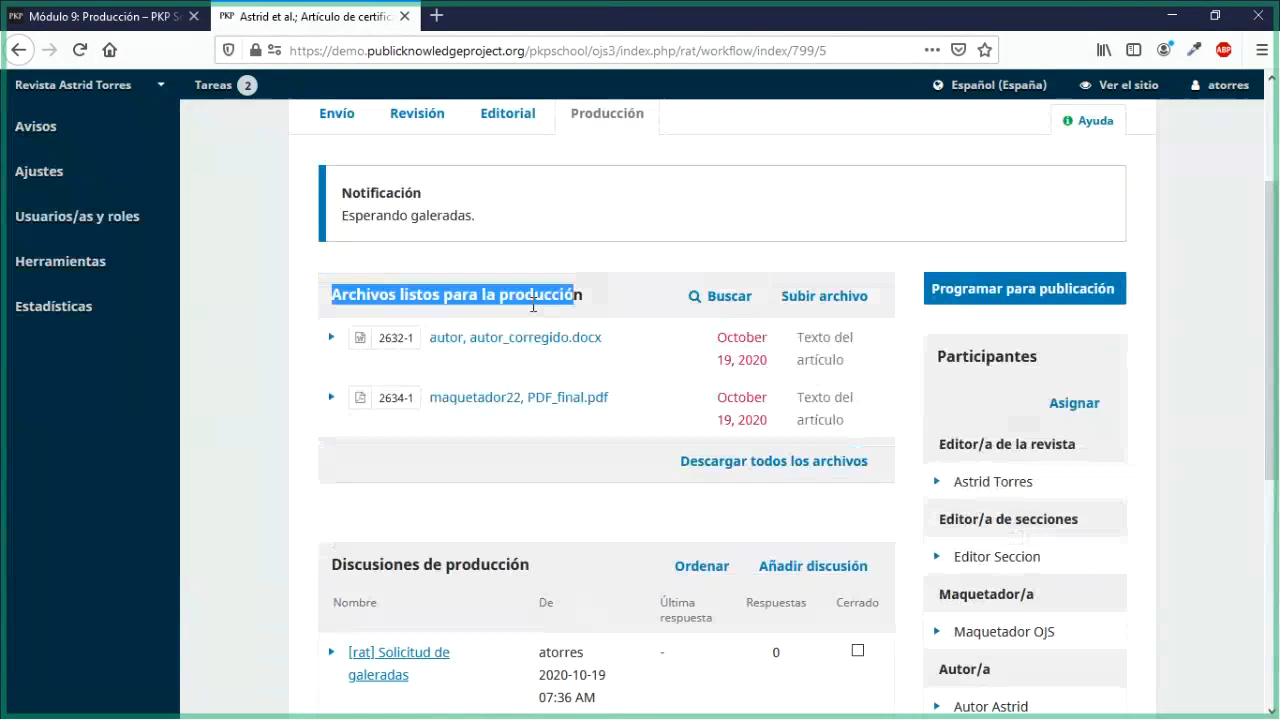 Módulo 9: Producción – PKP S
Astrid et al.; Artículo de certific
https://demo.publicknowledgeproject.org/pkpschool/ojs3/index.php/rat/workflow/index/799/5
ABP
Revista Astrid Torres
Tareas 2
Español (España)
Ver el sitio
atorres
Avisos
Ajustes
Usuarios/as y roles
Herramientas
Estadísticas
Envío
Revisión
Editorial
Producción
Ayuda
Notificación
Esperando galeradas.
Archivos listos para la producción
Buscar
Subir archivo
2632-1 autor, autor_corregido.docx
October 19, 2020
Texto del artículo
2634-1 maquetador22, PDF_final.pdf
October 19, 2020
Texto del artículo
Descargar todos los archivos
Programar para publicación
Participantes
Asignar
Editor/a de la revista
Astrid Torres
Editor/a de secciones
Editor Seccion
Maquetador/a
Maquetador OJS
Autor/a
Autor Astrid
Discusiones de producción
Ordenar
Añadir discusión
Nombre
De
Última respuesta
Respuestas
Cerrado
[rat] Solicitud de galeradas
atorres
2020-10-19
07:36 AM
-
0